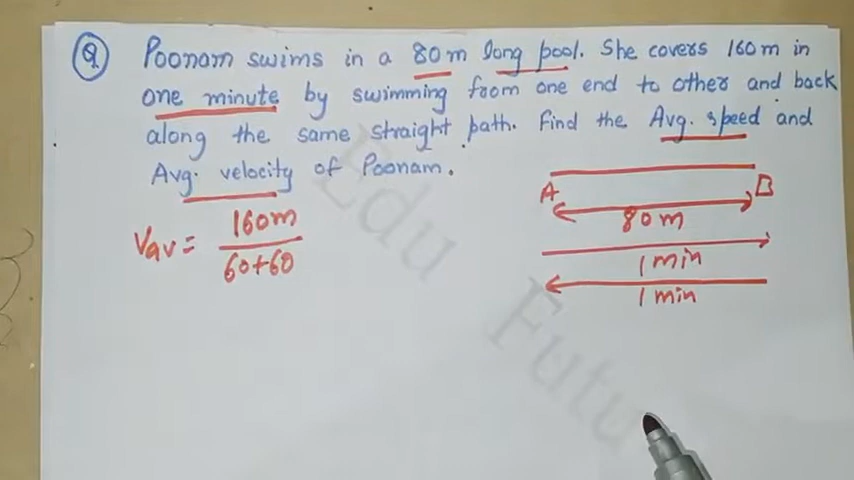 Q. Poonam swims in a 80m long pool. She covers 160m in
one minute by swimming from one end to other and back
along the same straight path. Find the Avg. speed and
Avg. velocity of Poonam.
A B
80m
Vav = 160m
60+60
1 min
1 min
Edu
Futu